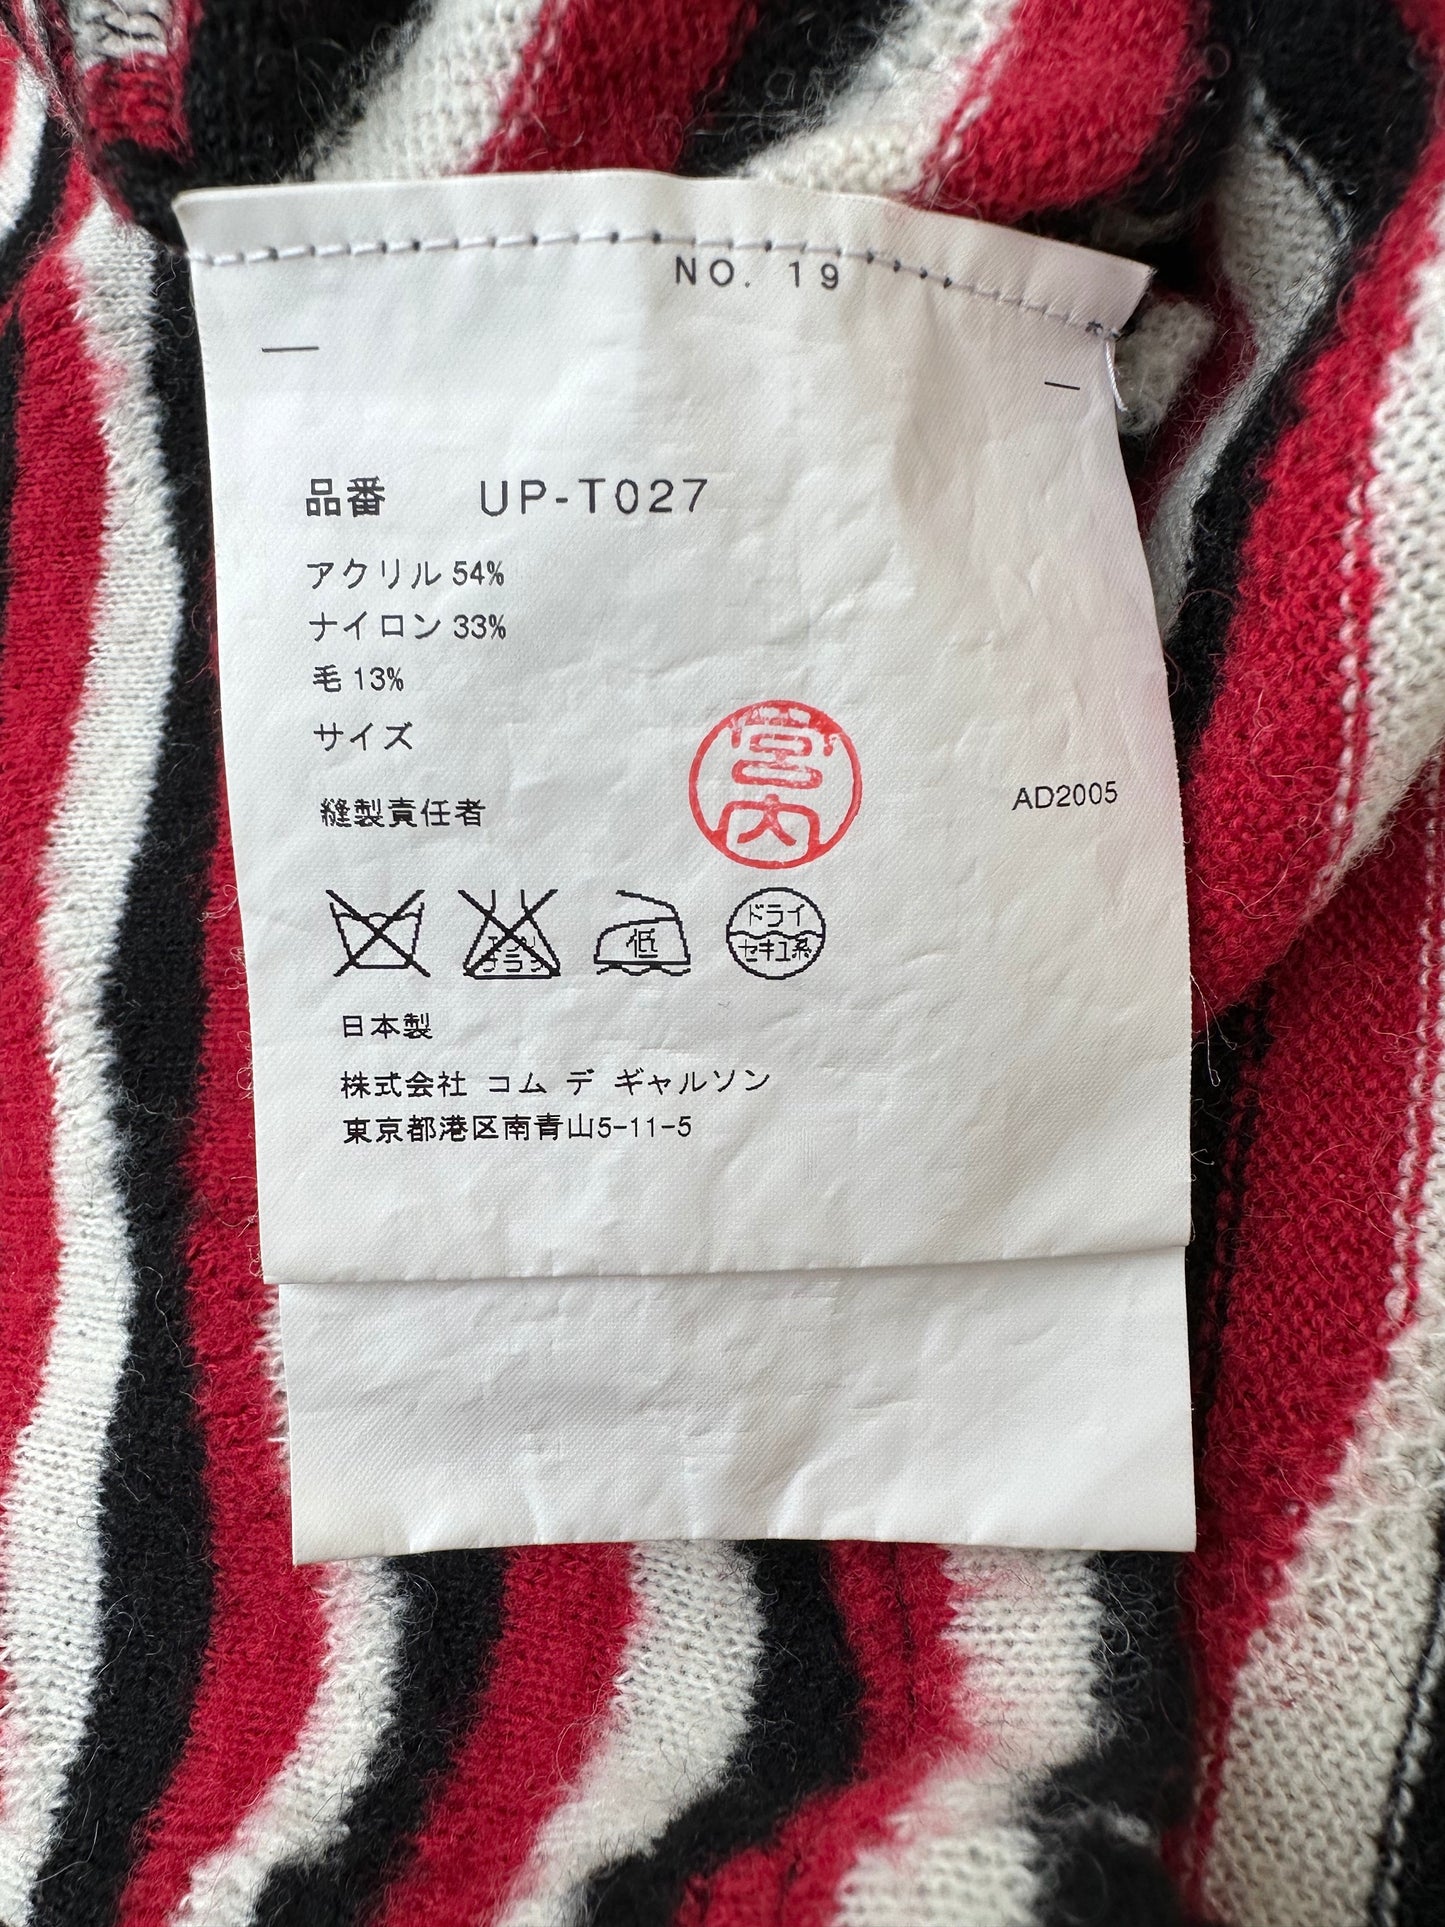 NO. 19
品番 UP-T027
アクリル 54%
ナイロン 33%
毛 13%
サイズ
宮内
AD2005
縫製責任者
低
ドライ
セキユ系
日本製
株式会社 コム デ ギャルソン
東京都港区南青山5-11-5